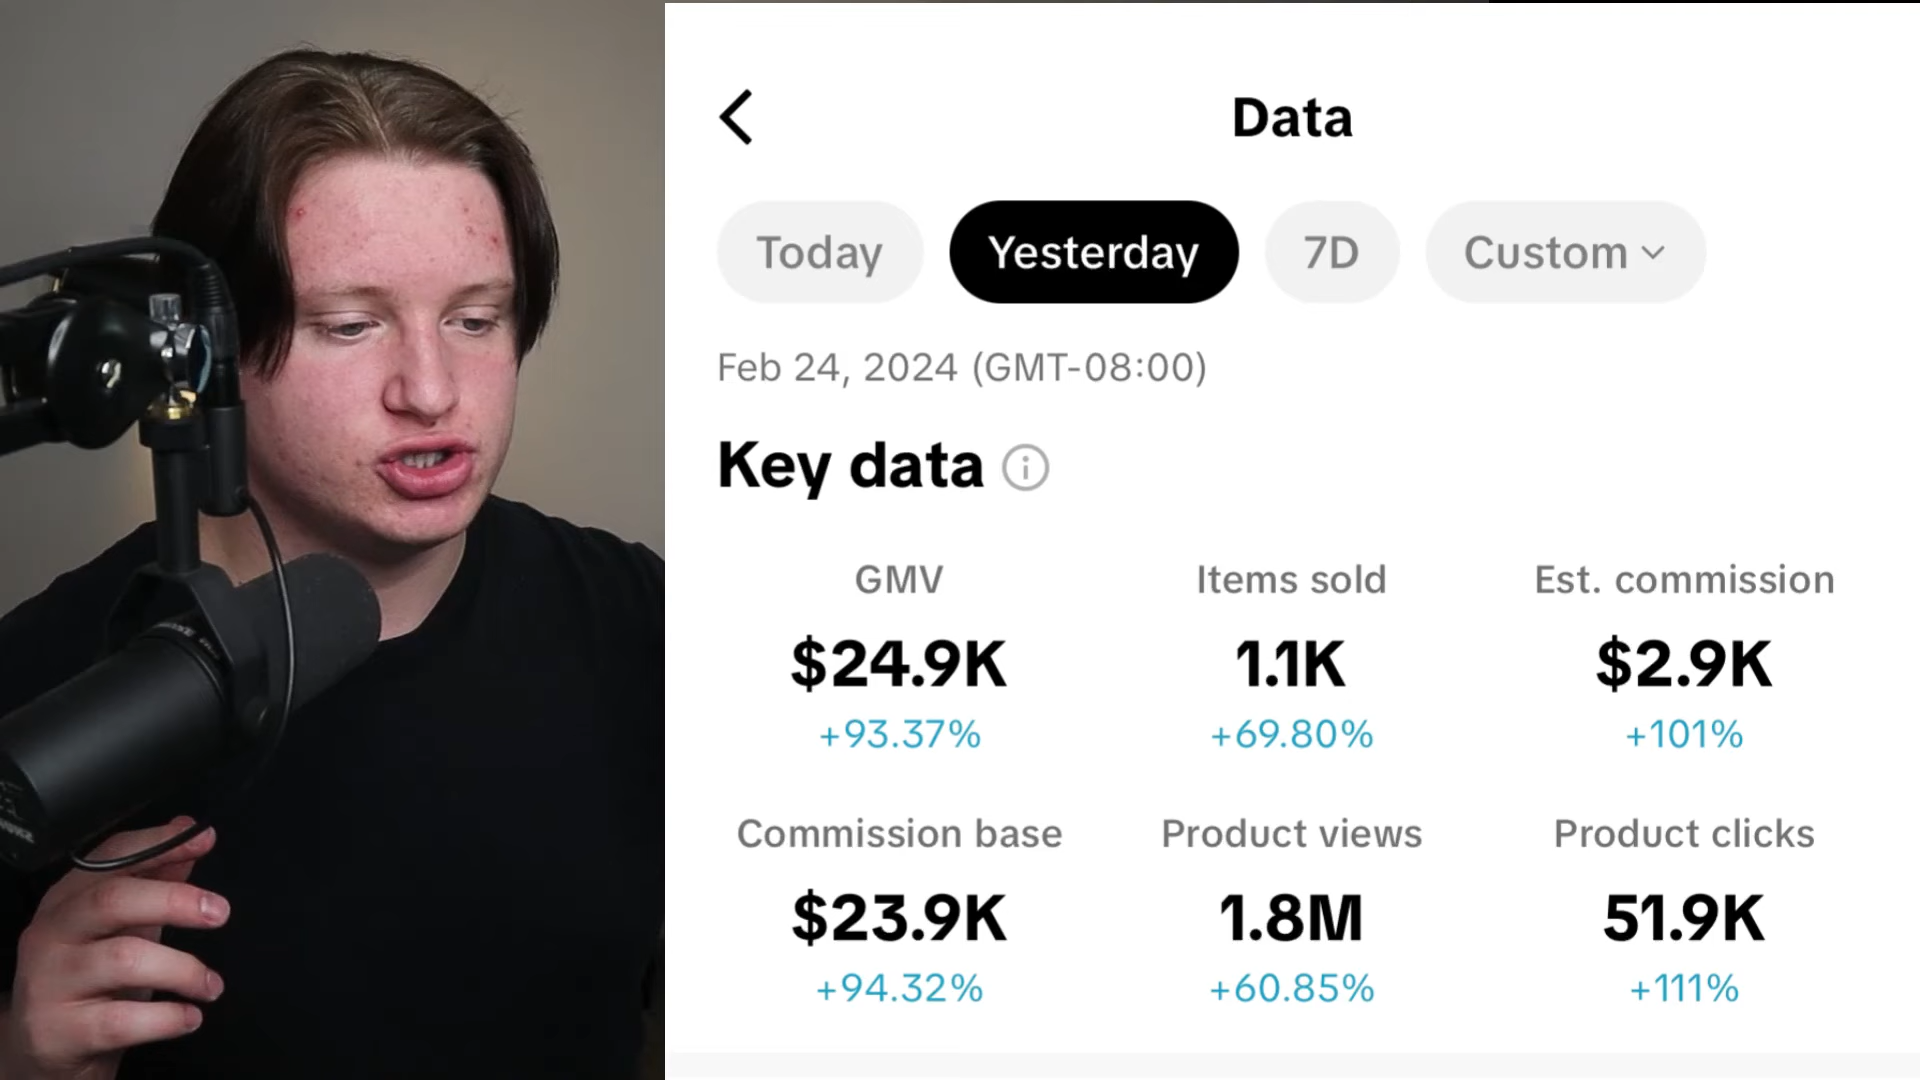 Data
Today Yesterday 7D Custom
Feb 24, 2024 (GMT-08:00)
Key data
GMV Items sold Est. commission
$24.9K 1.1K $2.9K
+93.37% +69.80% +101%
Commission base Product views Product clicks
$23.9K 1.8M 51.9K
+94.32% +60.85% +111%